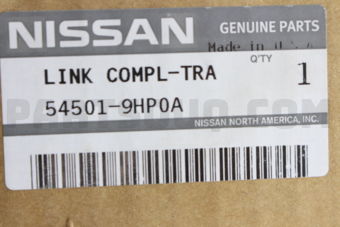 NISSAN
GENUINE PARTS
Made in U.S.A
Q'TY
LINK COMPL-TRA
1
54501-9HP0A
NISSAN NORTH AMERICA, INC.